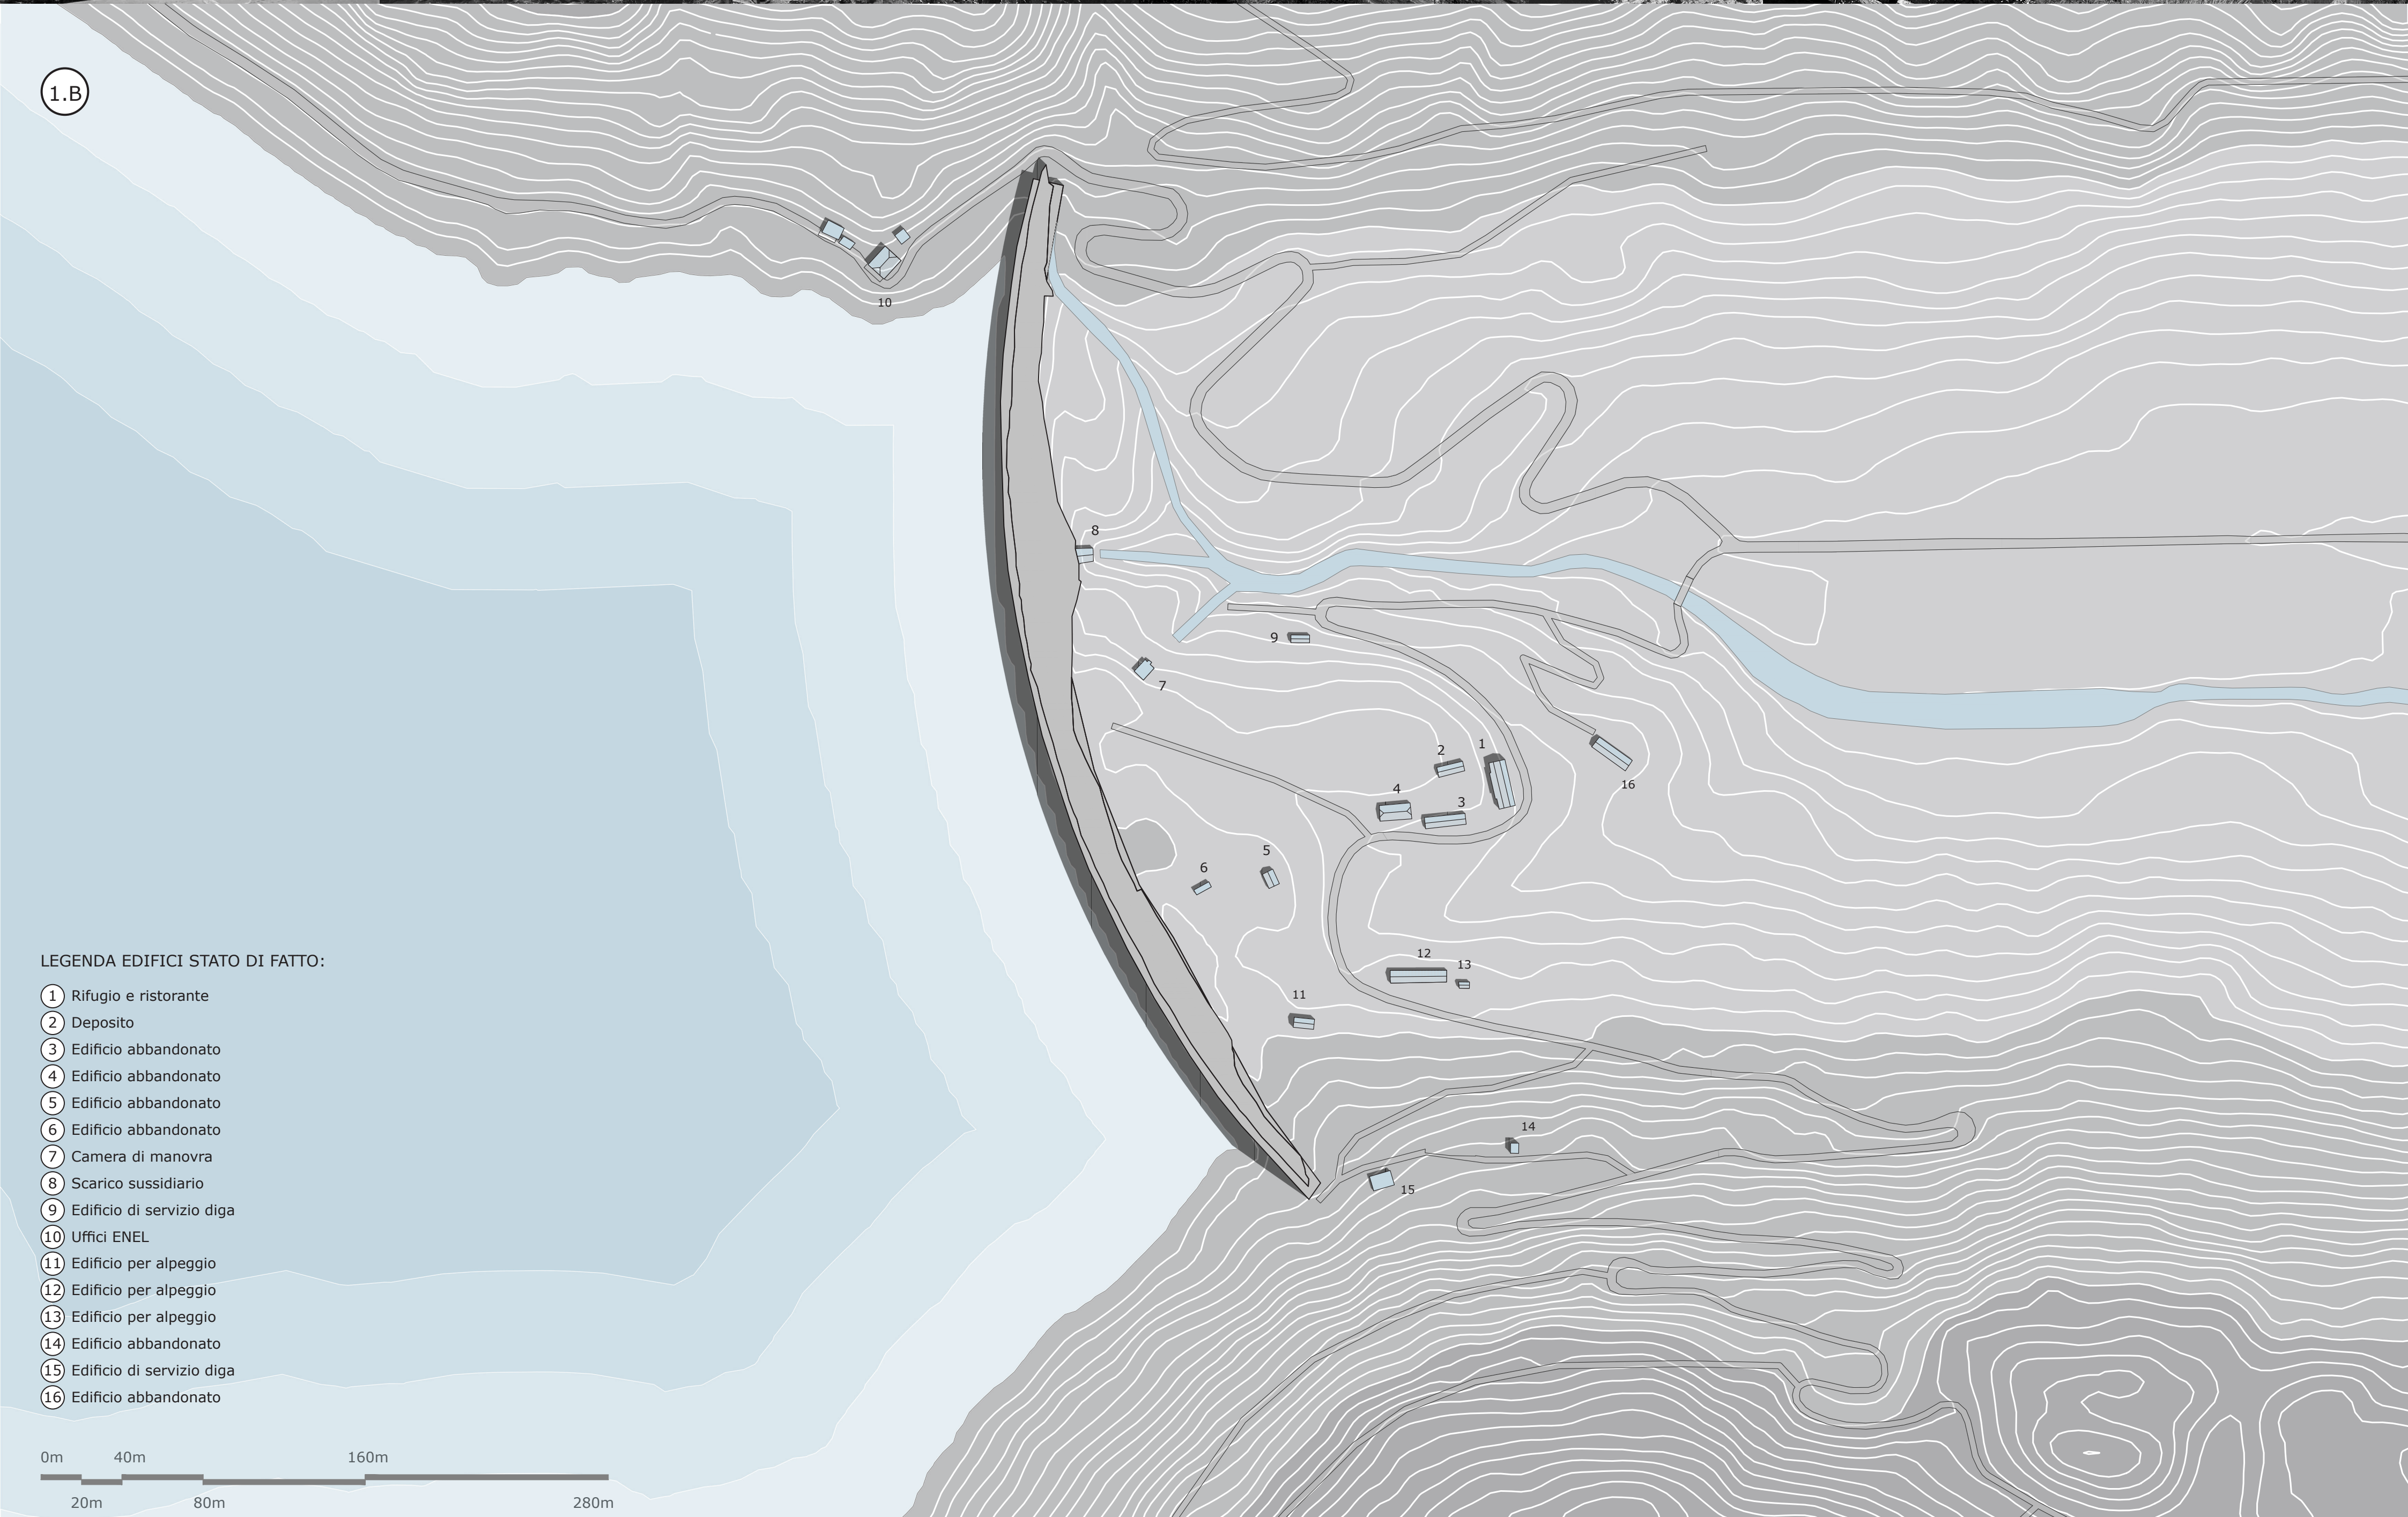 1.B
10
8
9
7
2
1
16
4
3
5
6
12
13
11
14
15
LEGENDA EDIFICI STATO DI FATTO:
1 Rifugio e ristorante
2 Deposito
3 Edificio abbandonato
4 Edificio abbandonato
5 Edificio abbandonato
6 Edificio abbandonato
7 Camera di manovra
8 Scarico sussidiario
9 Edificio di servizio diga
10 Uffici ENEL
11 Edificio per alpeggio
12 Edificio per alpeggio
13 Edificio per alpeggio
14 Edificio abbandonato
15 Edificio di servizio diga
16 Edificio abbandonato
0m 40m 160m
20m 80m 280m